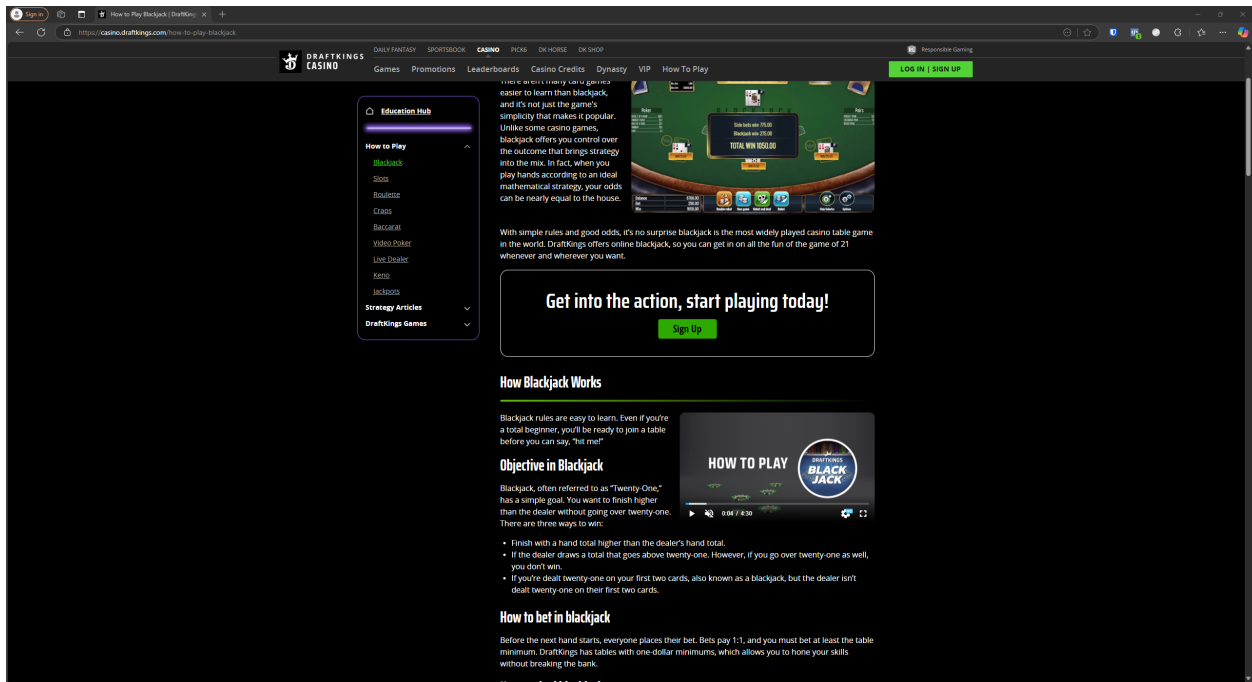 Sign in
How to Play Blackjack | DraftKing
https://casino.draftkings.com/how-to-play-blackjack
DRAFTKINGS
CASINO
DAILY FANTASY SPORTSBOOK CASINO PICK6 DK HORSE DK SHOP
Responsible Gaming
Games Promotions Leaderboards Casino Credits Dynasty VIP How To Play
LOG IN | SIGN UP
Education Hub
How to Play
Blackjack
Slots
Roulette
Craps
Baccarat
Video Poker
Live Dealer
Keno
Jackpots
Strategy Articles
DraftKings Games
There aren't many card games
easier to learn than blackjack,
and it's not just the game's
simplicity that makes it popular.
Unlike some casino games,
blackjack offers you control over
the outcome that brings strategy
into the mix. In fact, when you
play hands according to an ideal
mathematical strategy, your odds
can be nearly equal to the house.
Side bets win 775.00
Blackjack win 275.00
TOTAL WIN 1050.00
With simple rules and good odds, it's no surprise blackjack is the most widely played casino table game
in the world. DraftKings offers online blackjack, so you can get in on all the fun of the game of 21
whenever and wherever you want.
Get into the action, start playing today!
Sign Up
How Blackjack Works
Blackjack rules are easy to learn. Even if you're
a total beginner, you'll be ready to join a table
before you can say, "hit me!"
HOW TO PLAY
DRAFTKINGS
BLACK
JACK
0:04 / 4:30
Objective in Blackjack
Blackjack, often referred to as "Twenty-One,"
has a simple goal. You want to finish higher
than the dealer without going over twenty-one.
There are three ways to win:
• Finish with a hand total higher than the dealer's hand total.
• If the dealer draws a total that goes above twenty-one. However, if you go over twenty-one as well,
you don't win.
• If you're dealt twenty-one on your first two cards, also known as a blackjack, but the dealer isn't
dealt twenty-one on their first two cards.
How to bet in blackjack
Before the next hand starts, everyone places their bet. Bets pay 1:1, and you must bet at least the table
minimum. DraftKings has tables with one-dollar minimums, which allows you to hone your skills
without breaking the bank.